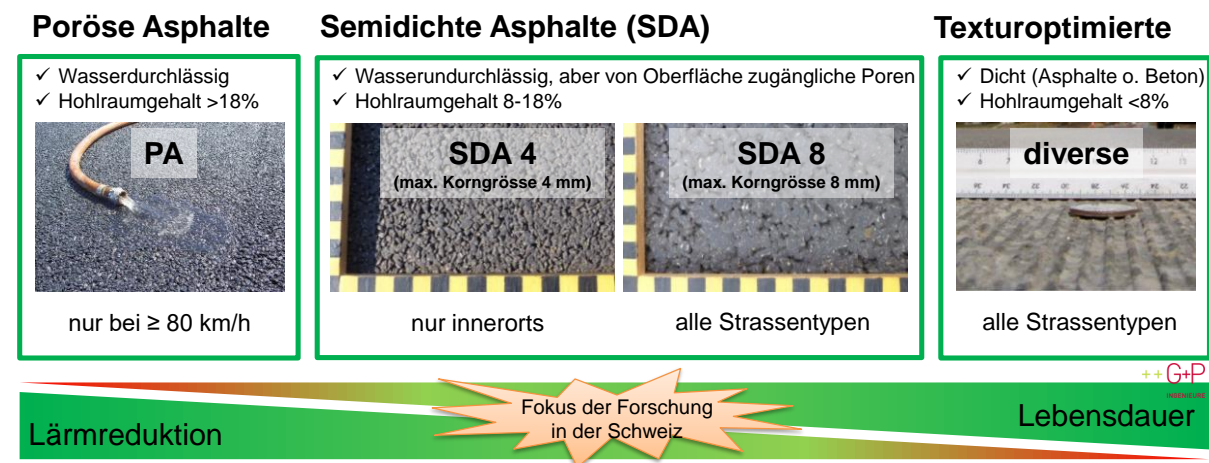 Poröse Asphalte
✓ Wasserdurchlässig
✓ Hohlraumgehalt >18%
PA
nur bei ≥ 80 km/h
Semidichte Asphalte (SDA)
✓ Wasserundurchlässig, aber von Oberfläche zugängliche Poren
✓ Hohlraumgehalt 8-18%
SDA 4
(max. Korngrösse 4 mm)
nur innerorts
SDA 8
(max. Korngrösse 8 mm)
alle Strassentypen
Texturoptimierte
✓ Dicht (Asphalte o. Beton)
✓ Hohlraumgehalt <8%
diverse
alle Strassentypen
++G+P
INGENIEURE
Lärmreduktion
Fokus der Forschung
in der Schweiz
Lebensdauer